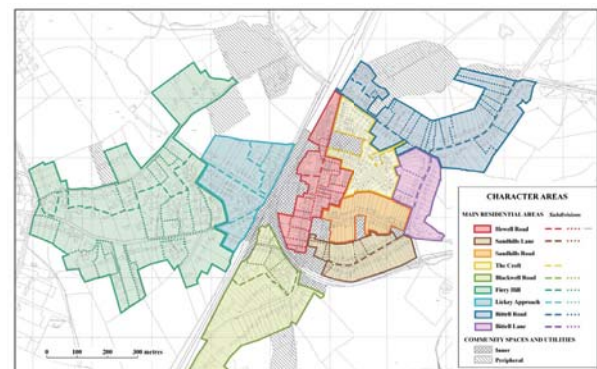 CHARACTER AREAS
MAIN RESIDENTIAL AREAS Subdivisions
Hewell Road
Sandhills Lane
Sandhills Road
The Croft
Blackwell Road
Fiery Hill
Lickey Approach
Bittell Road
Bittell Lane
COMMUNITY SPACES AND UTILITIES
Inner
Peripheral
0 100 200 300 metres